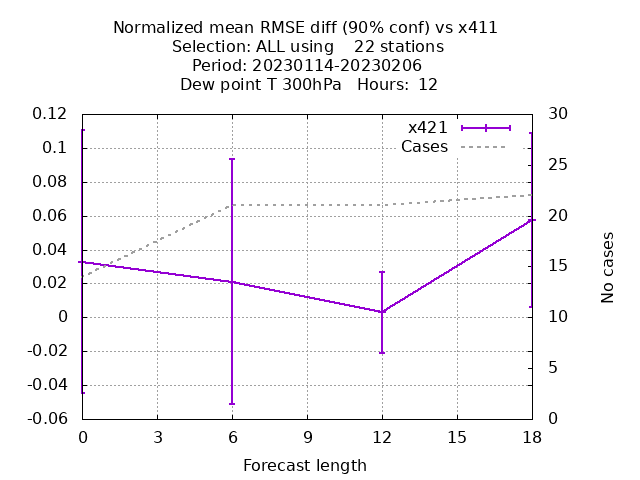 Normalized mean RMSE diff (90% conf) vs x411
Selection: ALL using    22 stations
Period: 20230114-20230206
Dew point T 300hPa   Hours:  12
0.12
0.1
0.08
0.06
0.04
0.02
0
-0.02
-0.04
-0.06
x421
Cases
30
25
20
15
10
5
0
No cases
0 3 6 9 12 15 18
Forecast length